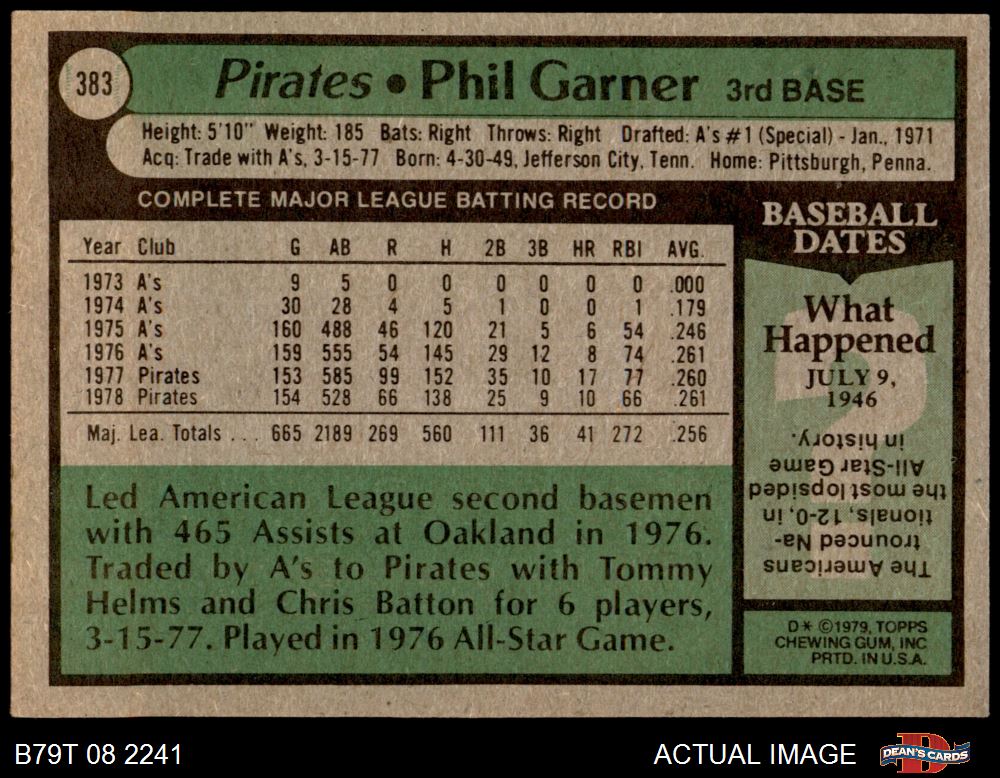 383
Pirates • Phil Garner 3rd BASE
Height: 5'10" Weight: 185 Bats: Right Throws: Right Drafted: A's #1 (Special) - Jan., 1971
Acq: Trade with A's, 3-15-77 Born: 4-30-49, Jefferson City, Tenn. Home: Pittsburgh, Penna.
COMPLETE MAJOR LEAGUE BATTING RECORD
Year Club G AB R H 2B 3B HR RBI AVG.
1973 A's 9 5 0 0 0 0 0 0 .000
1974 A's 30 28 4 5 1 0 0 1 .179
1975 A's 160 488 46 120 21 5 6 54 .246
1976 A's 159 555 54 145 29 12 8 74 .261
1977 Pirates 153 585 99 152 35 10 17 77 .260
1978 Pirates 154 528 66 138 25 9 10 66 .261
Maj. Lea. Totals . . . 665 2189 269 560 111 36 41 272 .256
Led American League second basemen
with 465 Assists at Oakland in 1976.
Traded by A's to Pirates with Tommy
Helms and Chris Batton for 6 players,
3-15-77. Played in 1976 All-Star Game.
BASEBALL
DATES
What
Happened
JULY 9,
1946
The Americans
trounced Na-
tionals, 12-0, in
the most lopsided
All-Star Game
in history.
D* ©1979, TOPPS
CHEWING GUM, INC
PRTD. IN U.S.A.
B79T 08 2241
ACTUAL IMAGE
DEAN'S CARDS